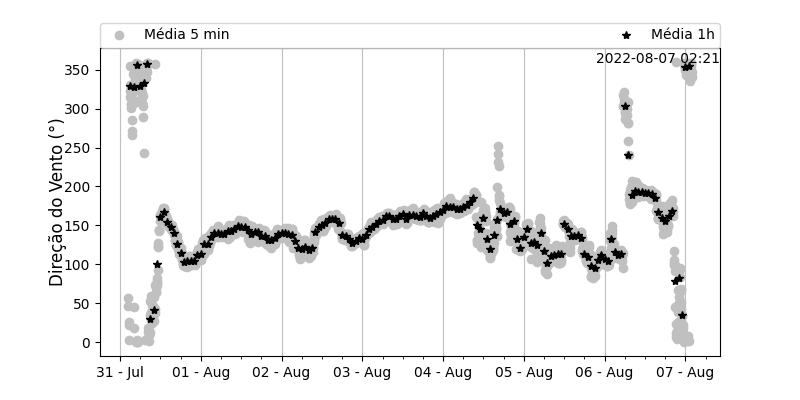 Média 5 min
Média 1h
2022-08-07 02:21
Direção do Vento (°)
350
300
250
200
150
100
50
0
31 - Jul
01 - Aug
02 - Aug
03 - Aug
04 - Aug
05 - Aug
06 - Aug
07 - Aug